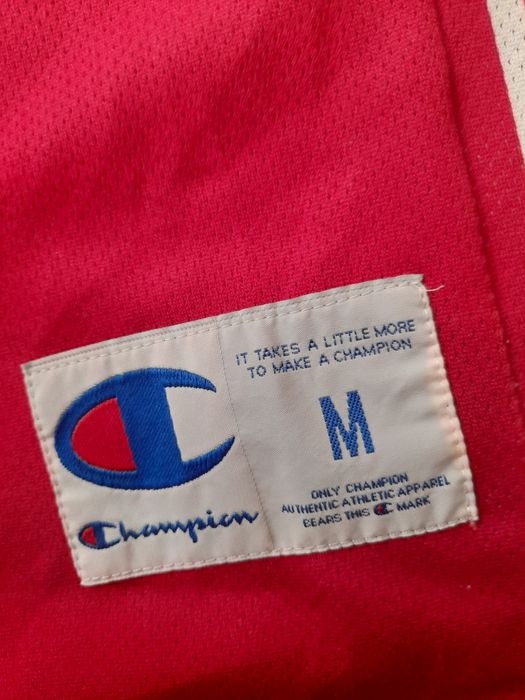 Champion
IT TAKES A LITTLE MORE
TO MAKE A CHAMPION
M
ONLY CHAMPION
AUTHENTIC ATHLETIC APPAREL
BEARS THIS C MARK